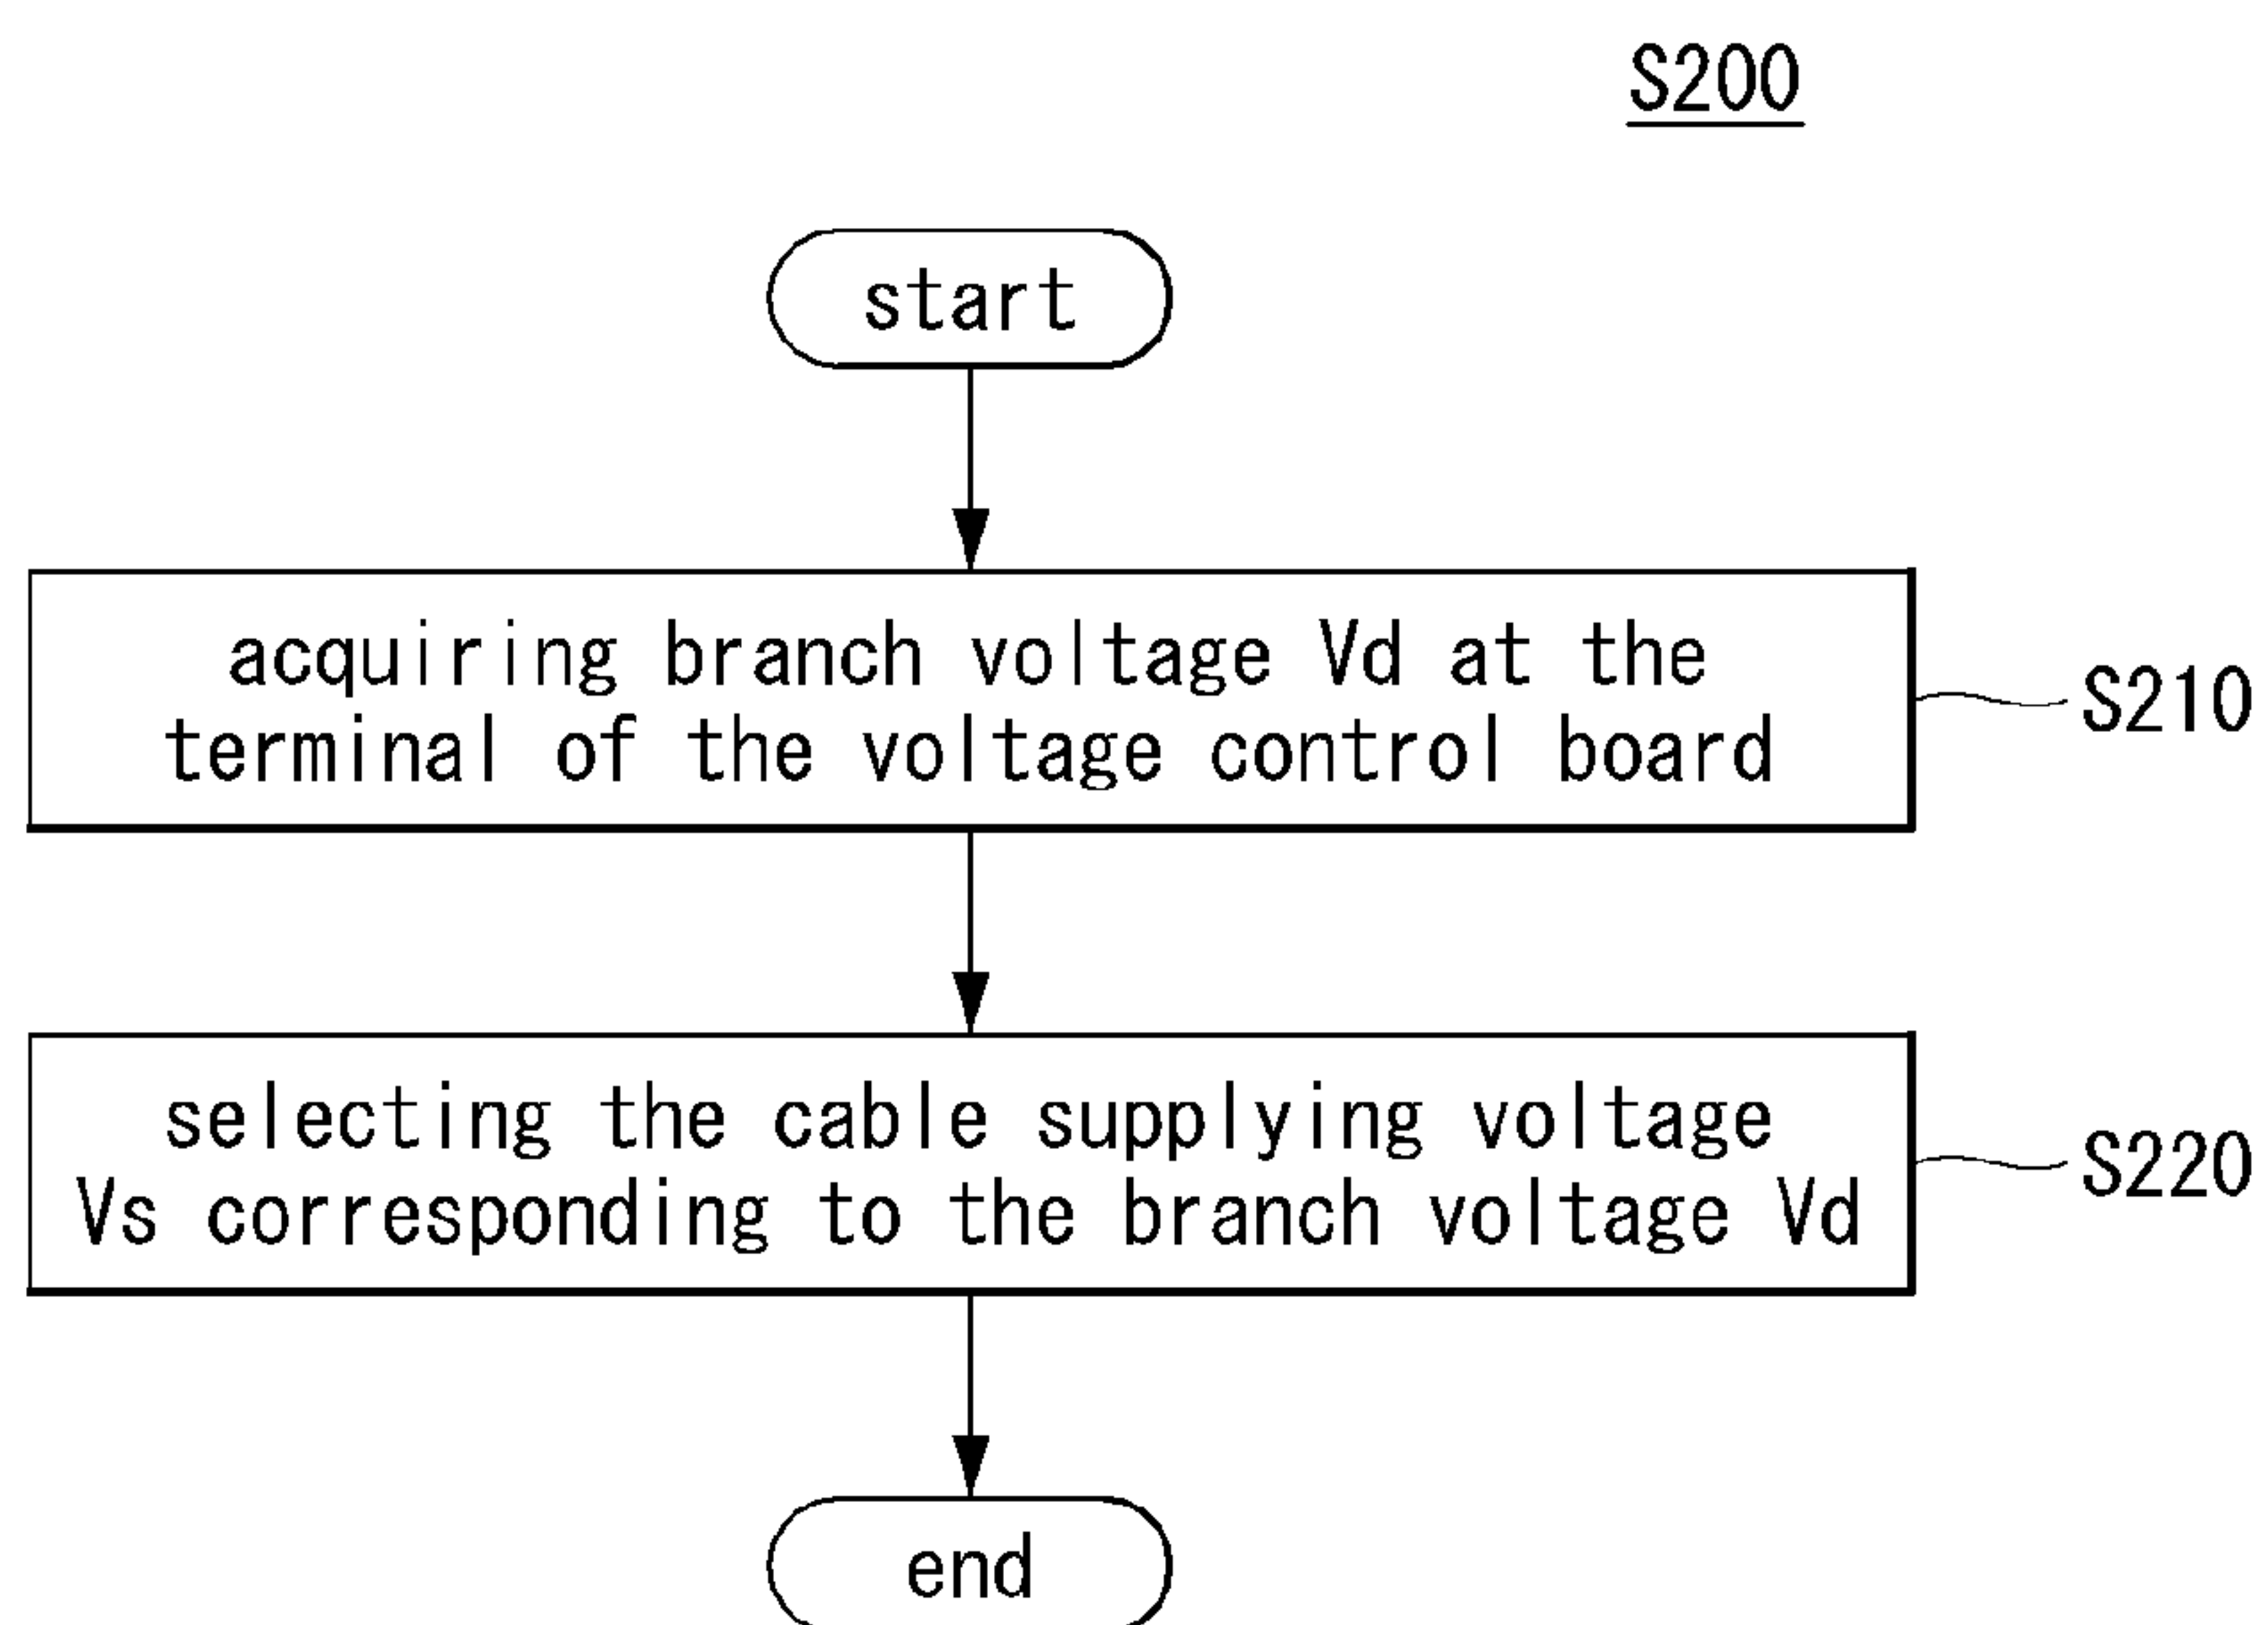 S200
start
acquiring branch voltage Vd at the
terminal of the voltage control board
S210
selecting the cable supplying voltage
Vs corresponding to the branch voltage Vd
S220
end